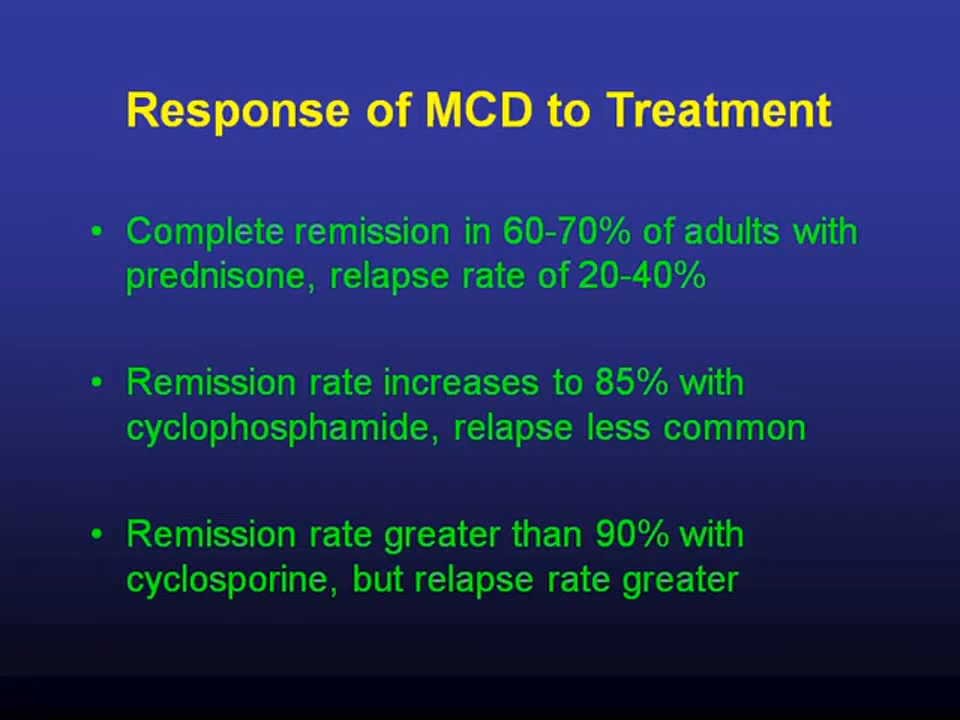 Response of MCD to Treatment
• Complete remission in 60-70% of adults with
prednisone, relapse rate of 20-40%
• Remission rate increases to 85% with
cyclophosphamide, relapse less common
• Remission rate greater than 90% with
cyclosporine, but relapse rate greater